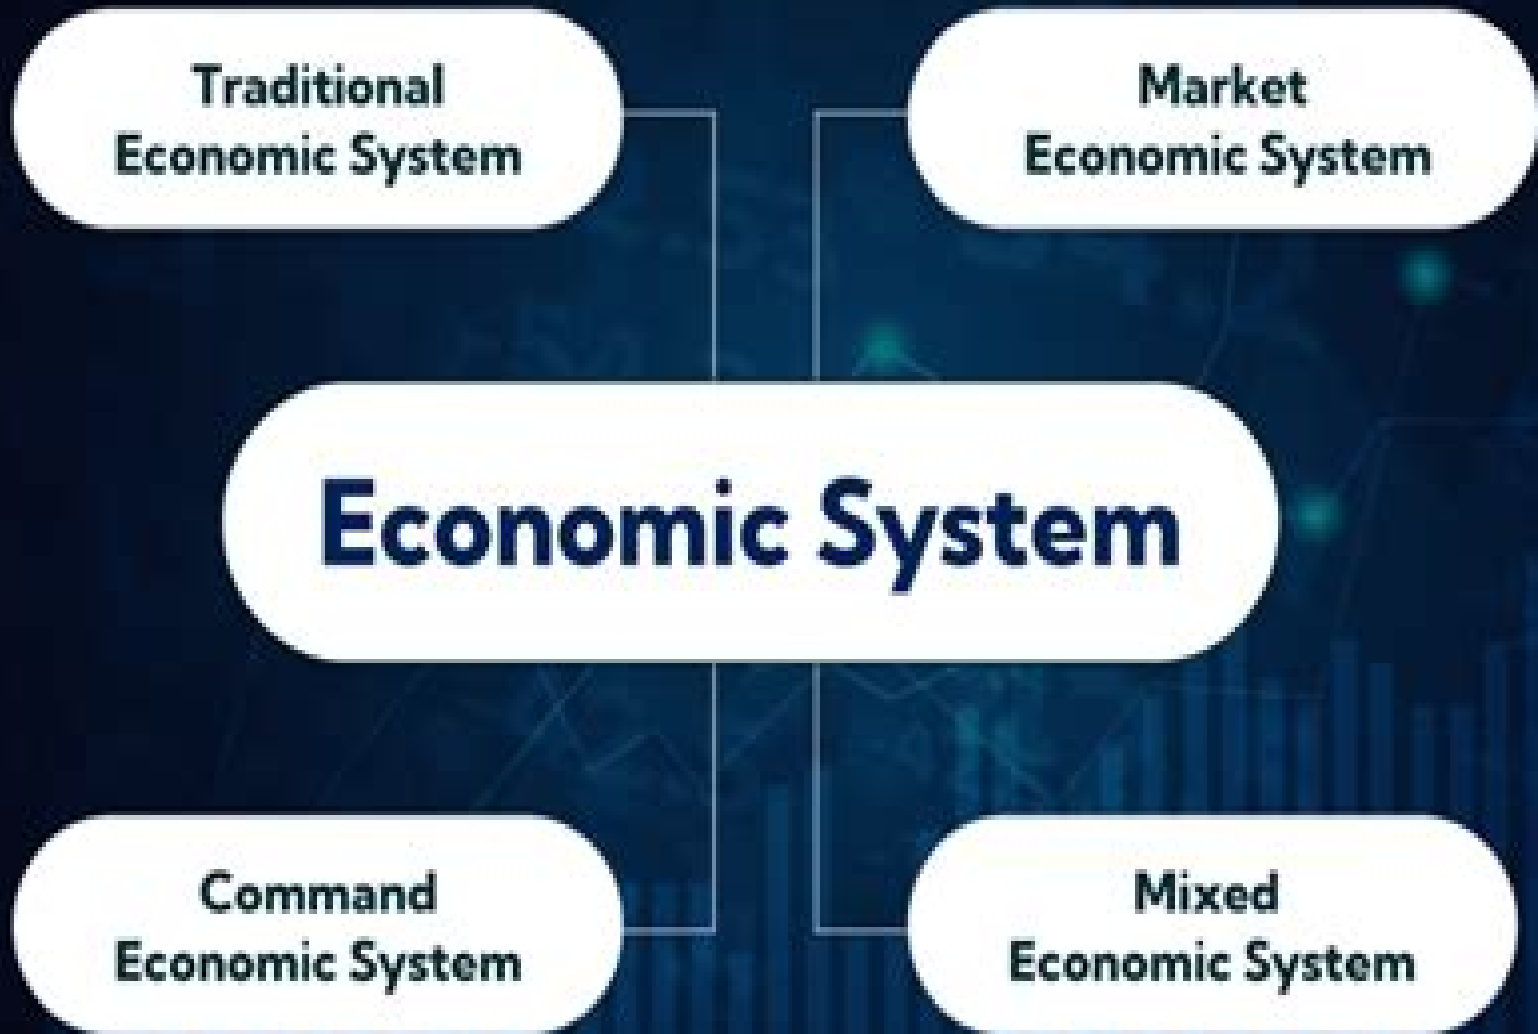 Traditional
Economic System
Market
Economic System
Economic System
Command
Economic System
Mixed
Economic System